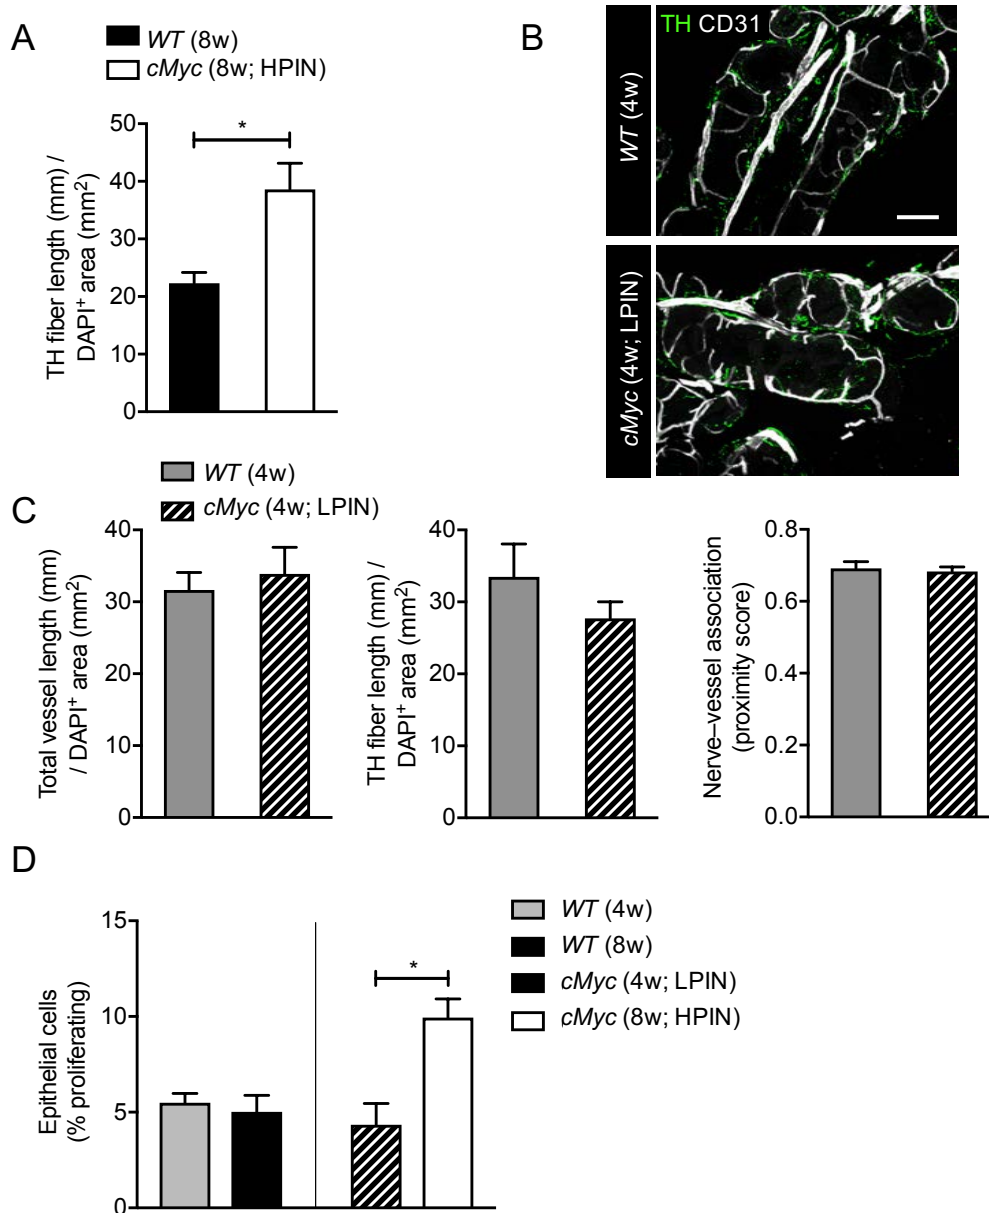 A
WT (8w)
cMyc (8w; HPIN)
TH fiber length (mm) /
DAPI+ area (mm2)
50
40
30
20
10
0
*
B
TH CD31
WT (4w)
cMyc (4w; LPIN)
C
WT (4w)
cMyc (4w; LPIN)
Total vessel length (mm)
/ DAPI+ area (mm2)
40
30
20
10
0
TH fiber length (mm) /
DAPI+ area (mm2)
40
30
20
10
0
Nerve–vessel association
(proximity score)
0.8
0.6
0.4
0.2
0.0
D
Epithelial cells
(% proliferating)
15
10
5
0
*
WT (4w)
WT (8w)
cMyc (4w; LPIN)
cMyc (8w; HPIN)